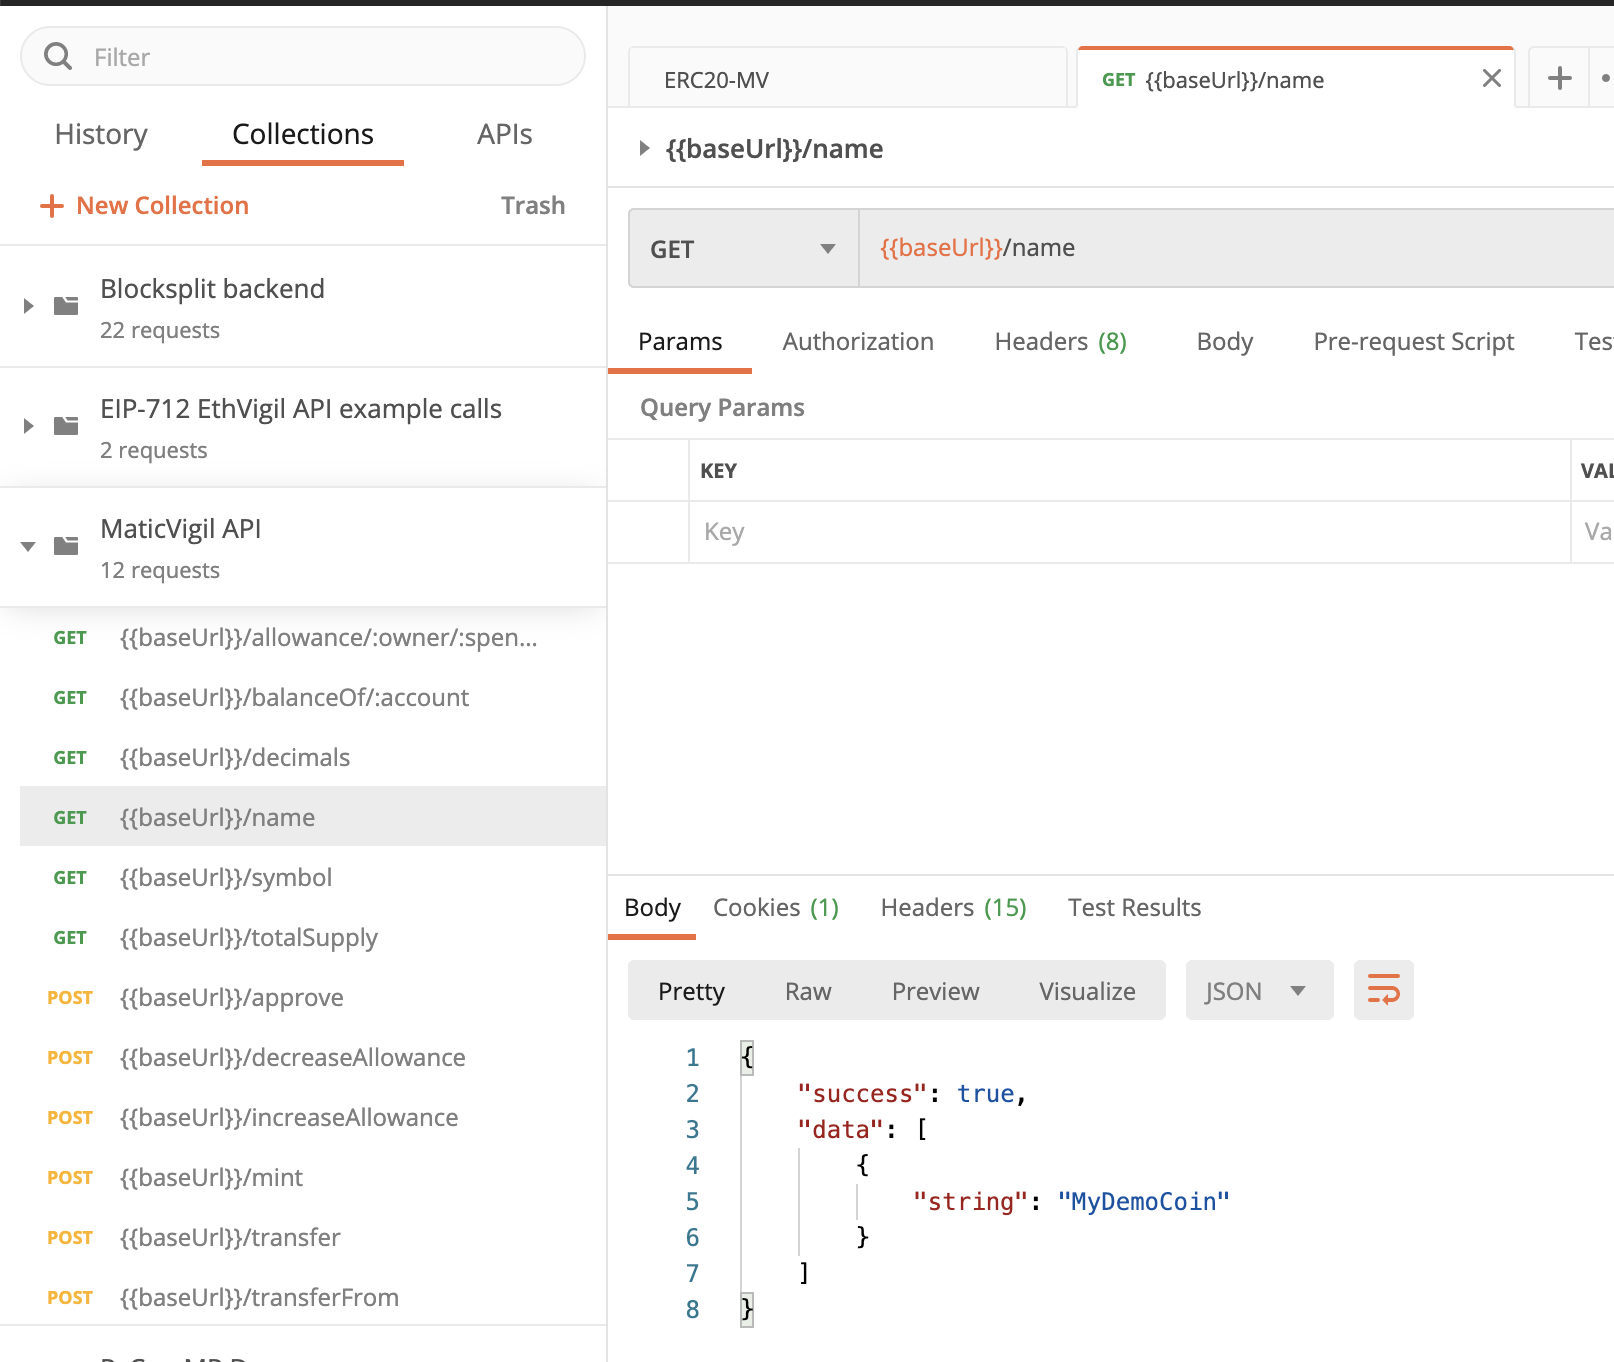 Filter
History Collections APIs
+ New Collection Trash
Blocksplit backend
22 requests
EIP-712 EthVigil API example calls
2 requests
MaticVigil API
12 requests
GET {{baseUrl}}/allowance/:owner/:spen...
GET {{baseUrl}}/balanceOf/:account
GET {{baseUrl}}/decimals
GET {{baseUrl}}/name
GET {{baseUrl}}/symbol
GET {{baseUrl}}/totalSupply
POST {{baseUrl}}/approve
POST {{baseUrl}}/decreaseAllowance
POST {{baseUrl}}/increaseAllowance
POST {{baseUrl}}/mint
POST {{baseUrl}}/transfer
POST {{baseUrl}}/transferFrom
ERC20-MV GET {{baseUrl}}/name
{{baseUrl}}/name
GET {{baseUrl}}/name
Params Authorization Headers (8) Body Pre-request Script Tes
Query Params
KEY VAL
Key Va
Body Cookies (1) Headers (15) Test Results
Pretty Raw Preview Visualize JSON
1 {
2 "success": true,
3 "data": [
4 {
5 "string": "MyDemoCoin"
6 }
7 ]
8 }